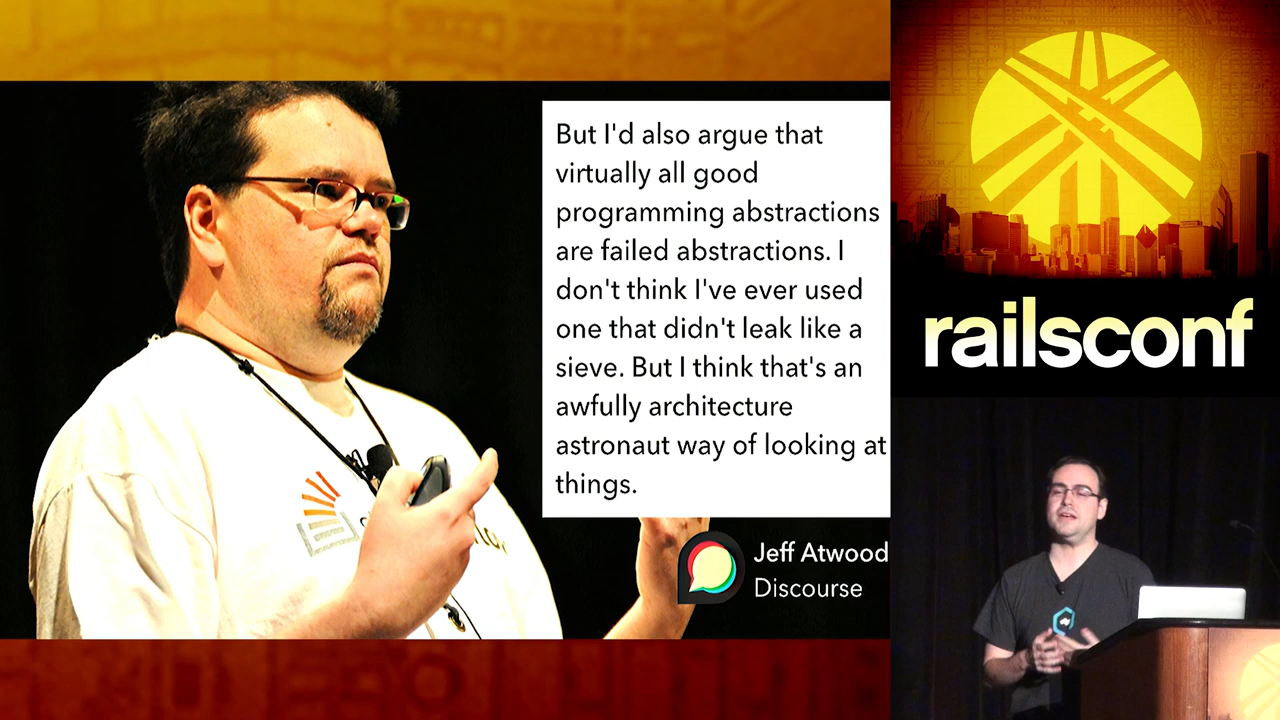 But I'd also argue that
virtually all good
programming abstractions
are failed abstractions. I
don't think I've ever used
one that didn't leak like a
sieve. But I think that's an
awfully architecture
astronaut way of looking at
things.
Jeff Atwood
Discourse
railsconf